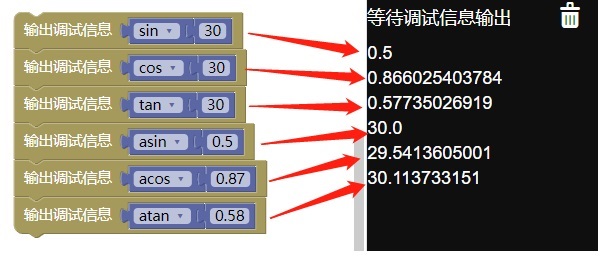 输出调试信息 sin 30
输出调试信息 cos 30
输出调试信息 tan 30
输出调试信息 asin 0.5
输出调试信息 acos 0.87
输出调试信息 atan 0.58
等待调试信息输出
0.5
0.866025403784
0.57735026919
30.0
29.5413605001
30.113733151